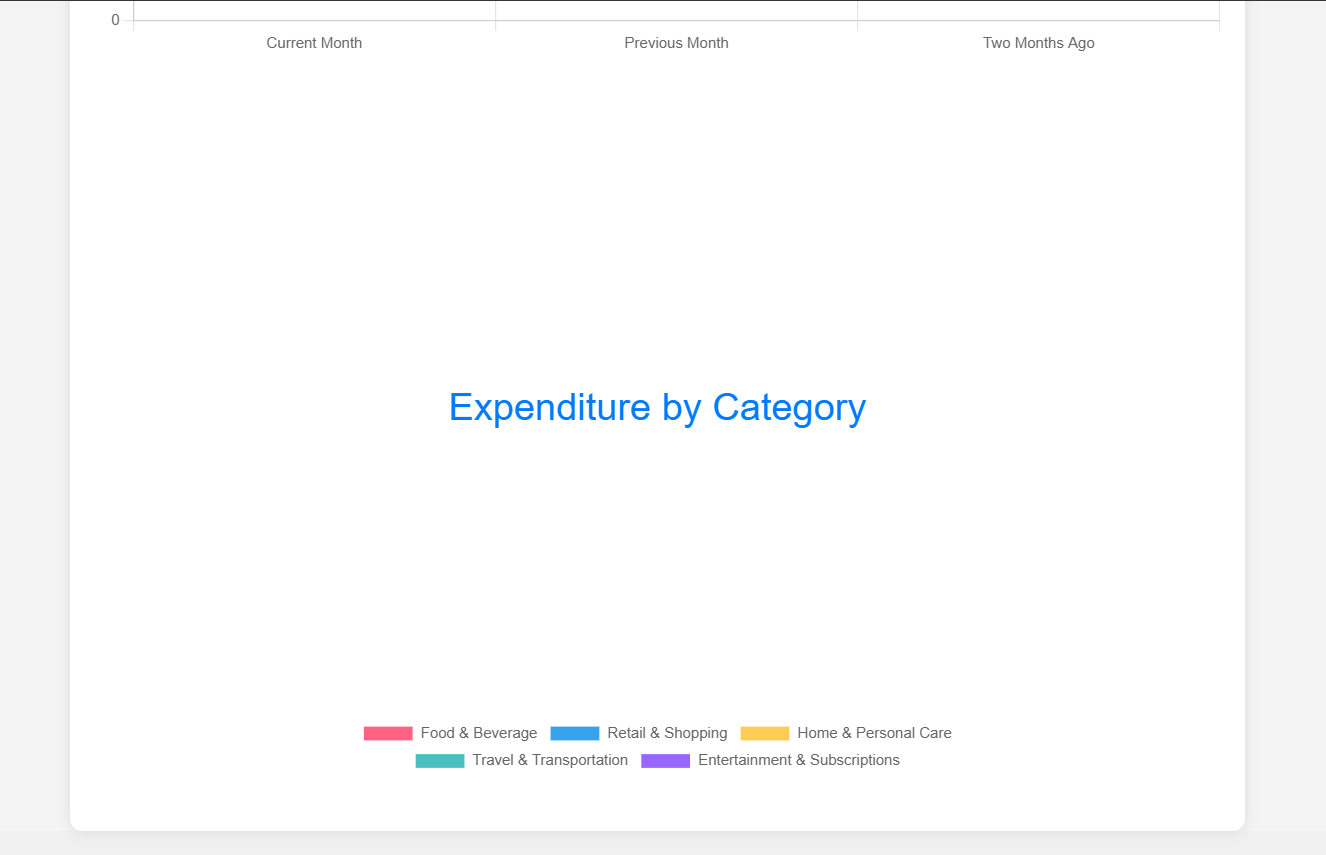 0
Current Month Previous Month Two Months Ago
Expenditure by Category
Food & Beverage Retail & Shopping Home & Personal Care
Travel & Transportation Entertainment & Subscriptions